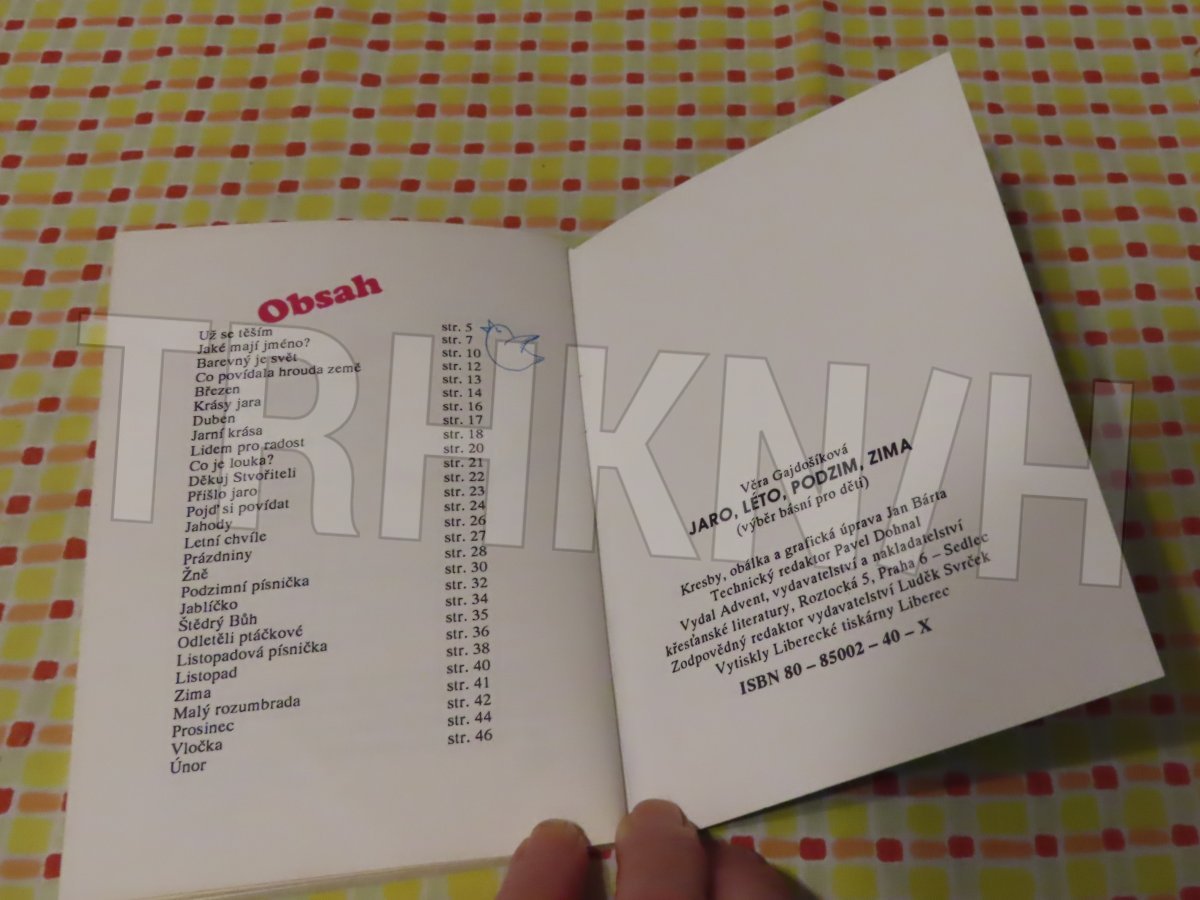 Obsah
Už se těším str. 5
Jaké mají jméno? str. 7
Barevný je svět str. 10
Co povídala hrouda země str. 12
Březen str. 13
Krásy jara str. 14
Duben str. 16
Jarní krása str. 17
Lidem pro radost str. 18
Co je louka? str. 20
Děkuj Stvořiteli str. 21
Přišlo jaro str. 22
Pojď si povídat str. 23
Jahody str. 24
Letní chvíle str. 26
Prázdniny str. 27
Žně str. 28
Podzimní písnička str. 30
Jablíčko str. 32
Štědrý Bůh str. 34
Odletěli ptáčkové str. 35
Listopadová písnička str. 36
Listopad str. 38
Zima str. 40
Malý rozumbrada str. 41
Prosinec str. 42
Vločka str. 44
Únor str. 46
Věra Gajdošíková
JARO, LÉTO, PODZIM, ZIMA
(výběr básní pro děti)
Kresby, obálka a grafická úprava Jan Bárta
Technický redaktor Pavel Dohnal
Vydal Advent, vydavatelství a nakladatelství
křesťanské literatury, Roztocká 5, Praha 6 – Sedlec
Zodpovědný redaktor vydavatelství Luděk Svrček
Vytiskly Liberecké tiskárny Liberec
ISBN 80 – 85002 – 40 – X
TRHKNIH